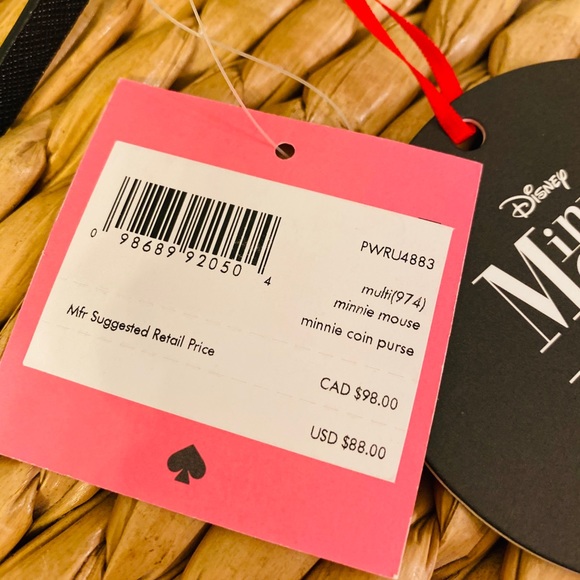 0 98689 92050 4
PWRU4883
multi(974)
minnie mouse
minnie coin purse
Mfr Suggested Retail Price
CAD $98.00
USD $88.00
Disney